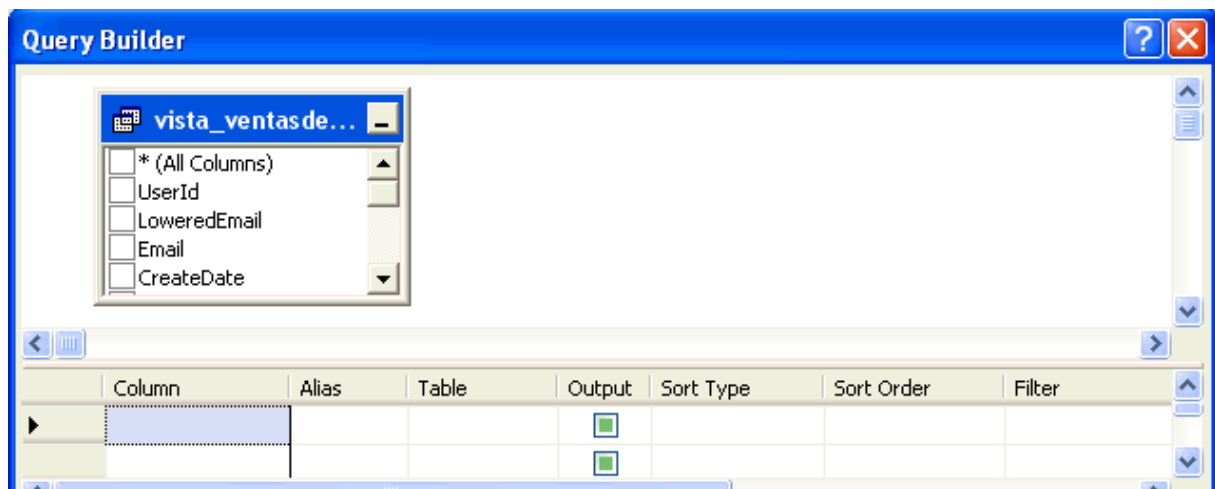 Query Builder
vista_ventasde...
* (All Columns)
UserId
LoweredEmail
Email
CreateDate
Column Alias Table Output Sort Type Sort Order Filter